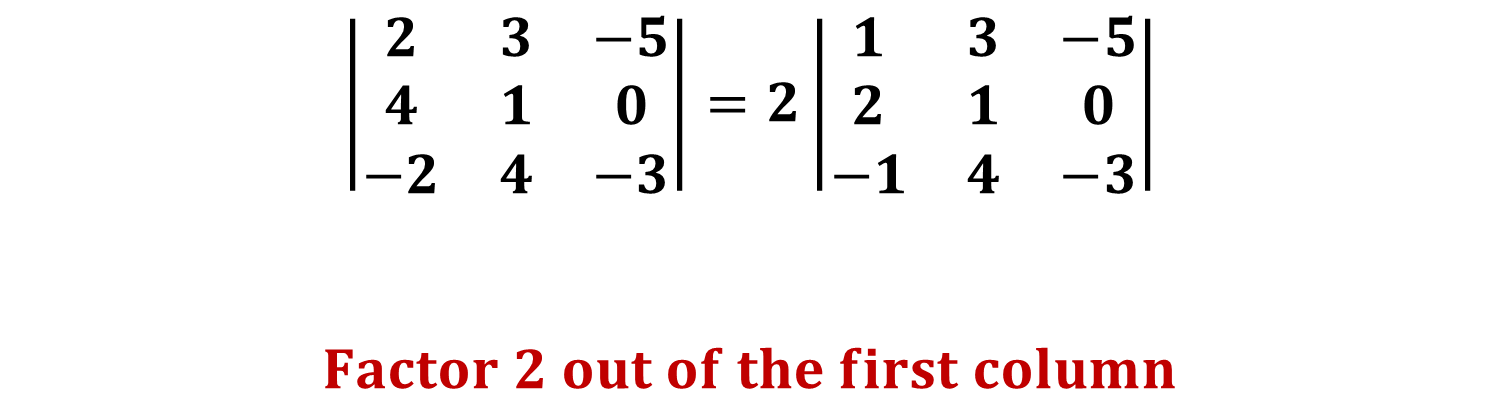 |2 3 −5| |1 3 −5|
|4 1 0| = 2 |2 1 0|
|−2 4 −3| |−1 4 −3|
Factor 2 out of the first column